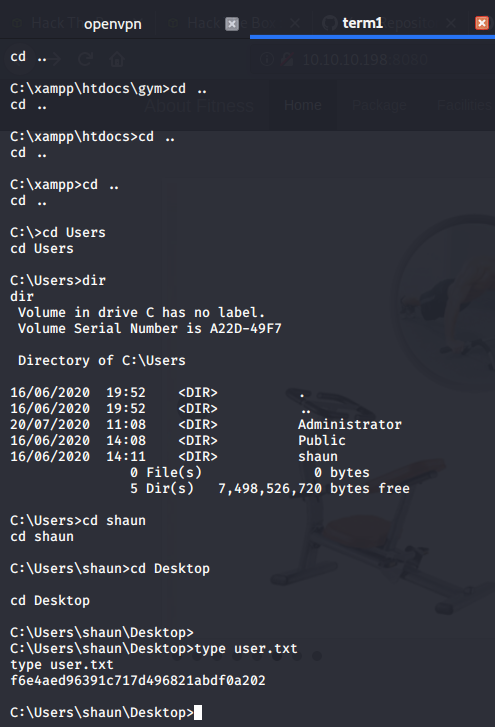 openvpn
term1
cd ..
C:\xampp\htdocs\gym>cd ..
cd ..
C:\xampp\htdocs>cd ..
cd ..
C:\xampp>cd ..
cd ..
C:\>cd Users
cd Users
C:\Users>dir
dir
Volume in drive C has no label.
Volume Serial Number is A22D-49F7
Directory of C:\Users
16/06/2020 19:52 <DIR> .
16/06/2020 19:52 <DIR> ..
20/07/2020 11:08 <DIR> Administrator
16/06/2020 14:08 <DIR> Public
16/06/2020 14:11 <DIR> shaun
0 File(s) 0 bytes
5 Dir(s) 7,498,526,720 bytes free
C:\Users>cd shaun
cd shaun
C:\Users\shaun>cd Desktop
cd Desktop
C:\Users\shaun\Desktop>
C:\Users\shaun\Desktop>type user.txt
type user.txt
f6e4aed96391c717d496821abdf0a202
C:\Users\shaun\Desktop>
About Fitness
Home
Package
Facilities